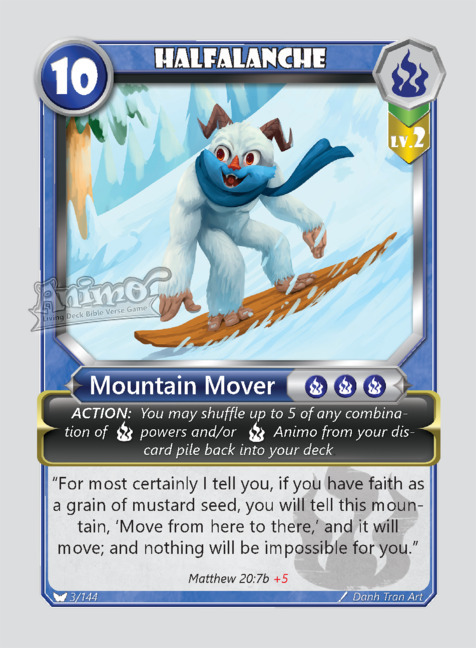 HALFALANCHE
10
LV.2
Animo
Living Deck Bible Verse Game
Mountain Mover
ACTION: You may shuffle up to 5 of any combina-
tion of powers and/or Animo from your dis-
card pile back into your deck
“For most certainly I tell you, if you have faith as
a grain of mustard seed, you will tell this moun-
tain, ‘Move from here to there,’ and it will
move; and nothing will be impossible for you.”
Matthew 20:7b +5
3/144
Danh Tran Art